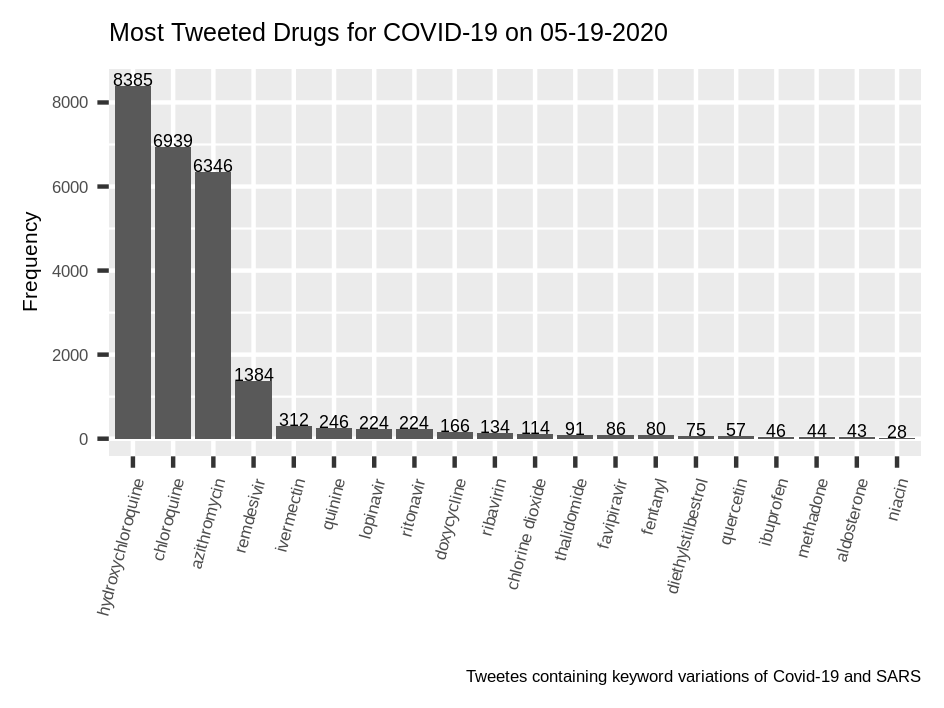 Most Tweeted Drugs for COVID-19 on 05-19-2020
Frequency
8000
6000
4000
2000
0
8385
6939
6346
1384
312
246
224
224
166
134
114
91
86
80
75
57
46
44
43
28
hydroxychloroquine
chloroquine
azithromycin
remdesivir
ivermectin
quinine
lopinavir
ritonavir
doxycycline
ribavirin
chlorine dioxide
thalidomide
favipiravir
fentanyl
diethylstilbestrol
quercetin
ibuprofen
methadone
aldosterone
niacin
Tweetes containing keyword variations of Covid-19 and SARS